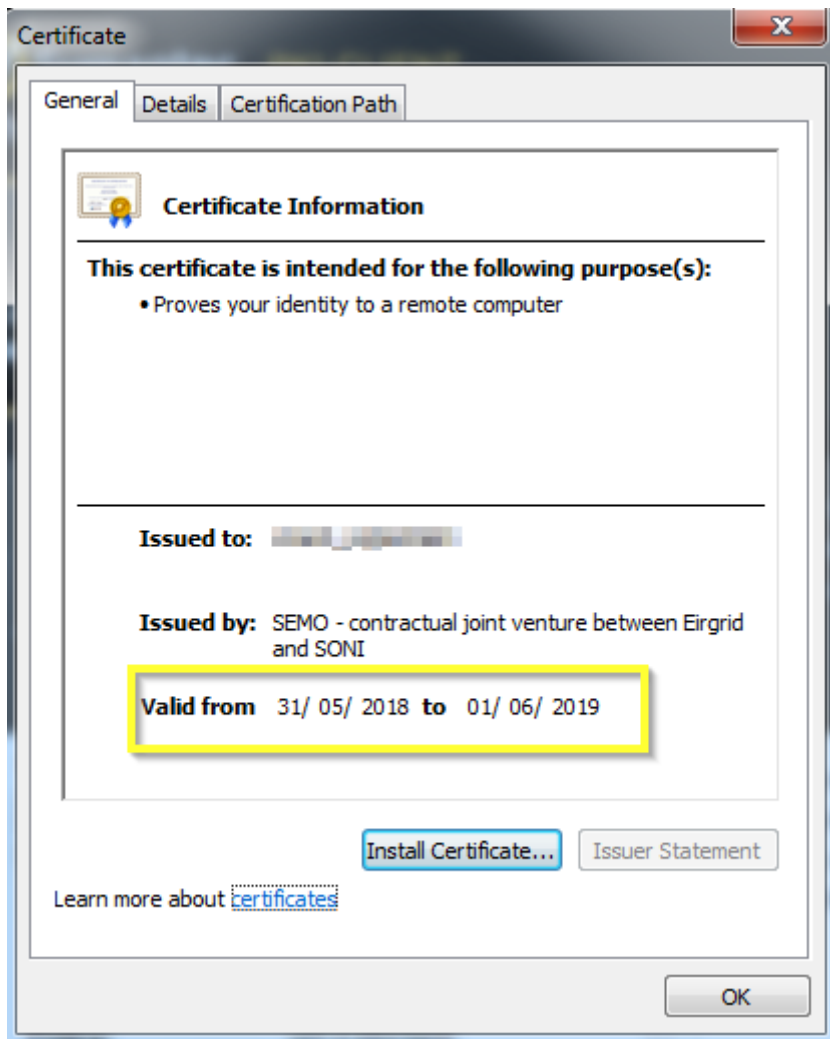 Certificate
General Details Certification Path
Certificate Information
This certificate is intended for the following purpose(s):
• Proves your identity to a remote computer
Issued to:
Issued by: SEMO - contractual joint venture between Eirgrid
and SONI
Valid from 31/ 05/ 2018 to 01/ 06/ 2019
Install Certificate... Issuer Statement
Learn more about certificates
OK